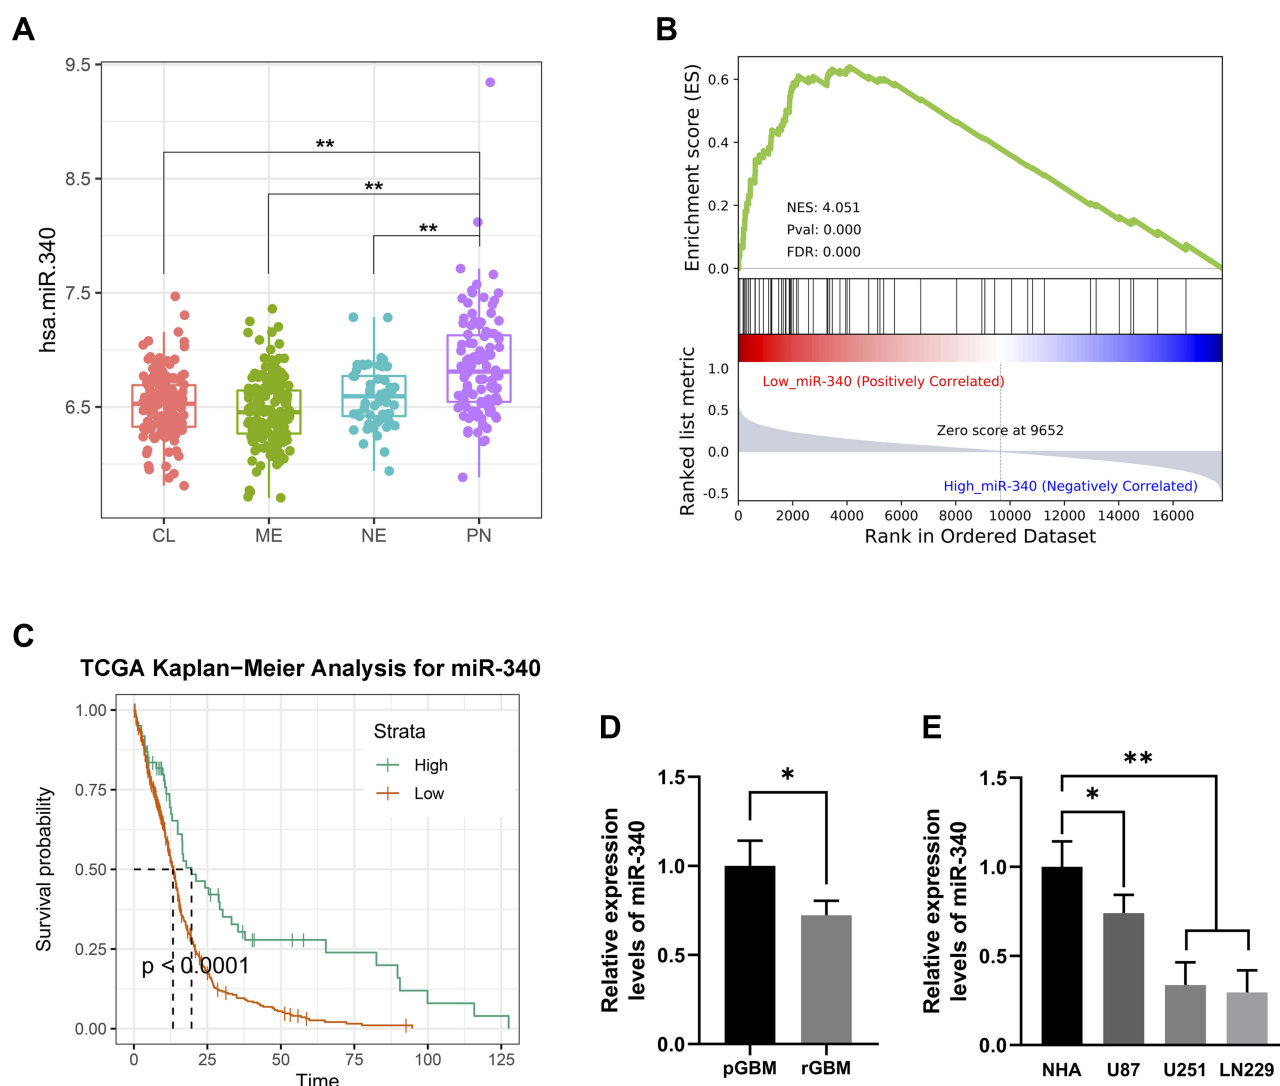 A
hsa.miR.340
9.5
8.5
7.5
6.5
**
**
**
CL ME NE PN
B
Enrichment score (ES)
0.6
0.4
0.2
0.0
NES: 4.051
Pval: 0.000
FDR: 0.000
Ranked list metric
1.0
0.5
0.0
-0.5
Low_miR-340 (Positively Correlated)
Zero score at 9652
High_miR-340 (Negatively Correlated)
0 2000 4000 6000 8000 10000 12000 14000 16000
Rank in Ordered Dataset
C
TCGA Kaplan−Meier Analysis for miR-340
Survival probability
1.00
0.75
0.50
0.25
0.00
Strata
High
Low
p < 0.0001
0 25 50 75 100 125
Time
D
Relative expression
levels of miR-340
1.5
1.0
0.5
0.0
*
pGBM rGBM
E
Relative expression
levels of miR-340
1.5
1.0
0.5
0.0
**
*
NHA U87 U251 LN229